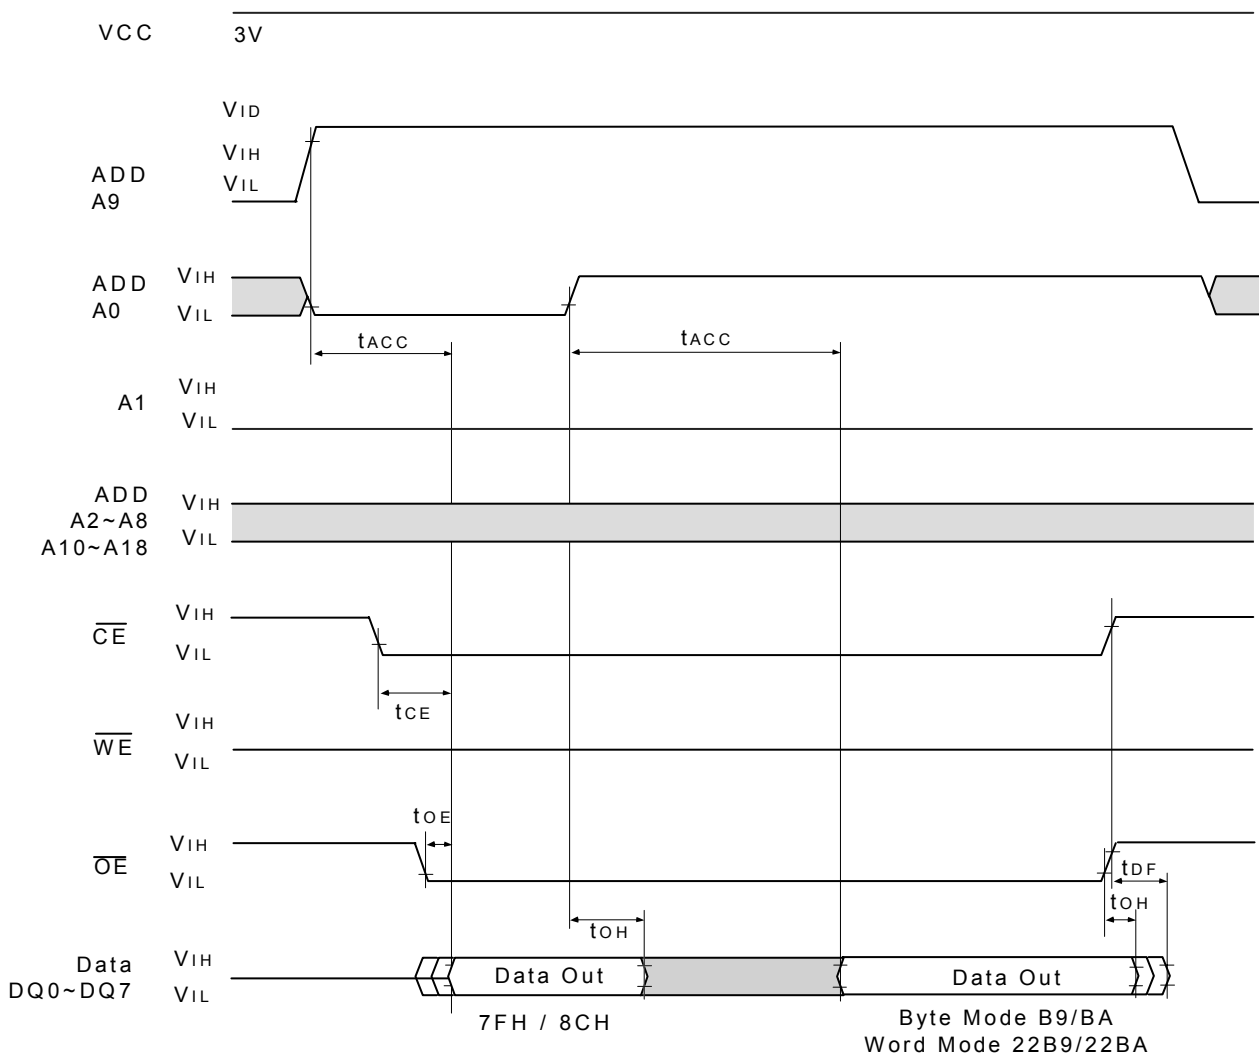 VCC 3V
VID
VIH
ADD
A9
VIL
ADD
A0
VIH
VIL
tACC tACC
A1
VIH
VIL
ADD
A2~A8
A10~A18
VIH
VIL
CE
VIH
VIL
tCE
WE
VIH
VIL
tOE
OE
VIH
VIL
tDF
tOH tOH
Data
DQ0~DQ7
VIH
VIL
Data Out Data Out
7FH / 8CH
Byte Mode B9/BA
Word Mode 22B9/22BA